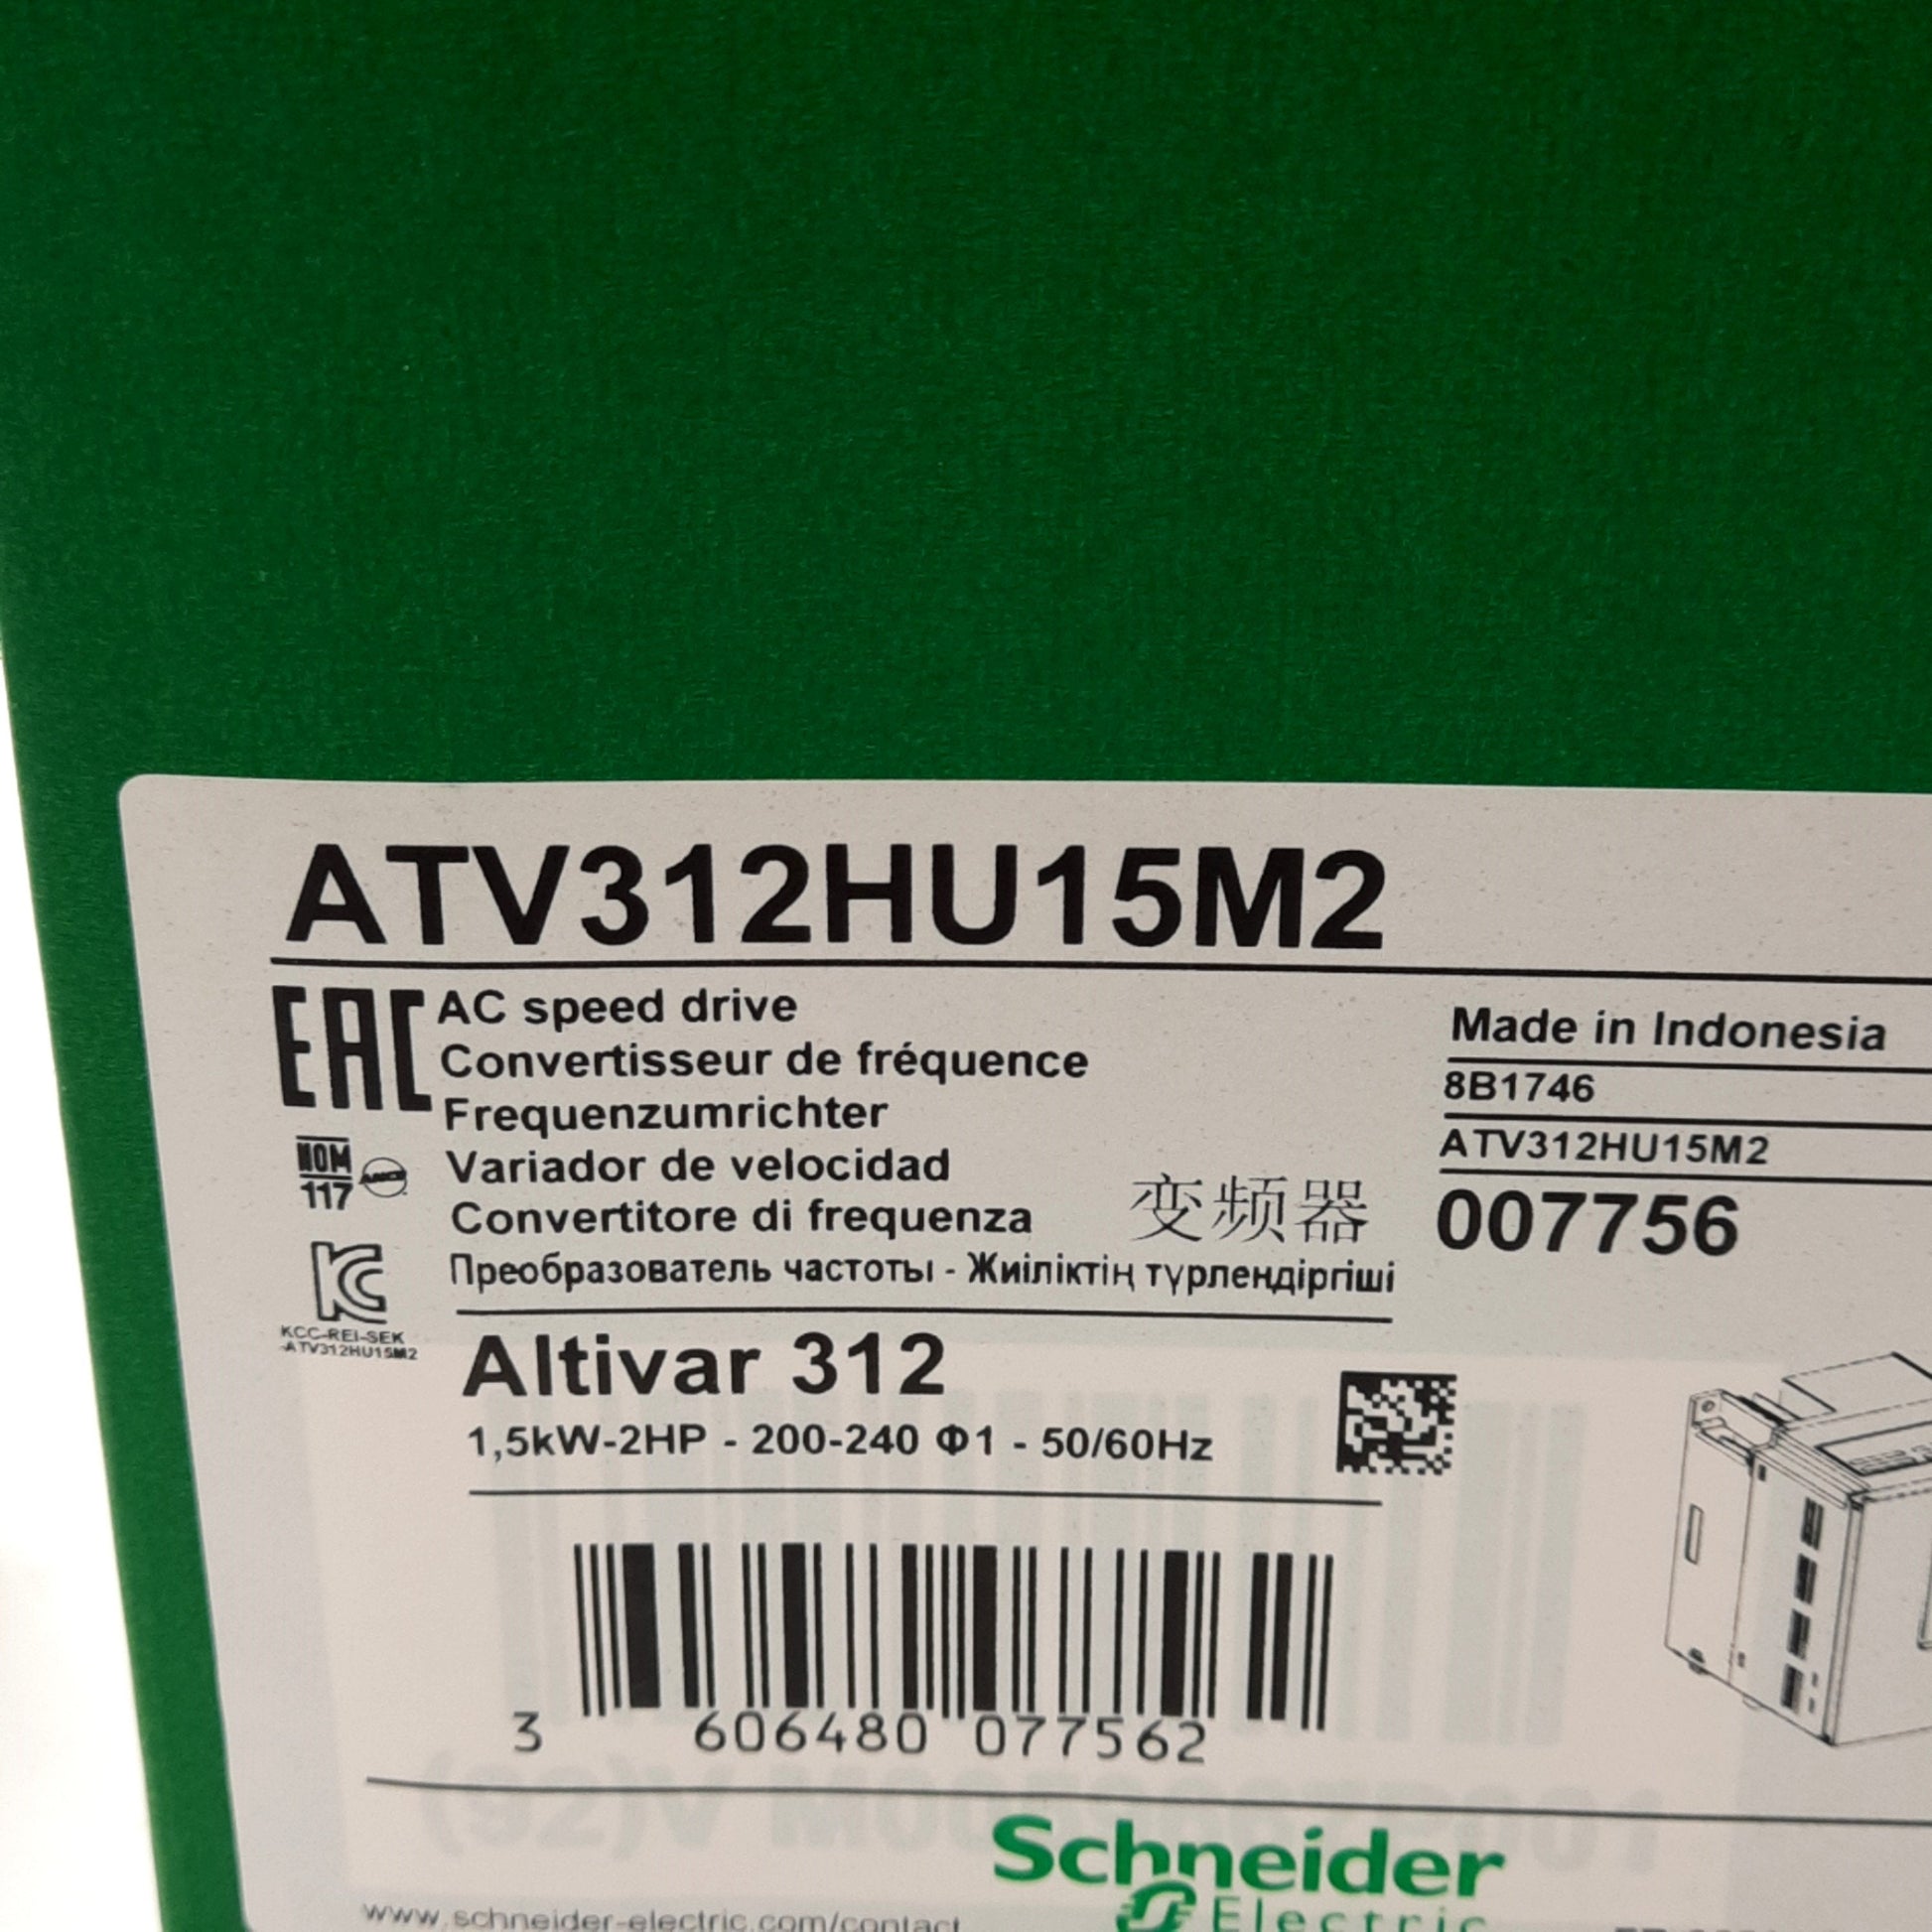 ATV312HU15M2
EAC
AC speed drive
Convertisseur de fréquence
Frequenzumrichter
Variador de velocidad
Convertitore di frequenza
变频器
Преобразователь частоты - Жиіліктің түрлендіргіші
Made in Indonesia
8B1746
ATV312HU15M2
007756
NOM
117
ANCE
KCC-REI-SEK
-ATV312HU15M2
Altivar 312
1,5kW-2HP - 200-240 Φ1 - 50/60Hz
3 606480 077562
Schneider
Electric
www.schneider-electric.com/contact